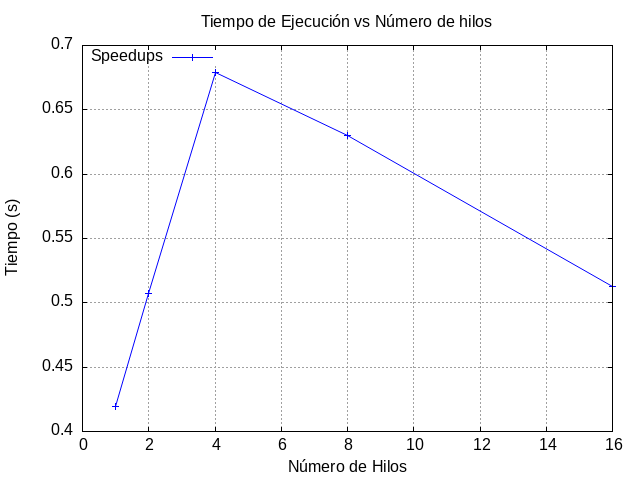 Tiempo de Ejecución vs Número de hilos
Speedups
0.7
0.65
0.6
0.55
0.5
0.45
0.4
Tiempo (s)
0 2 4 6 8 10 12 14 16
Número de Hilos